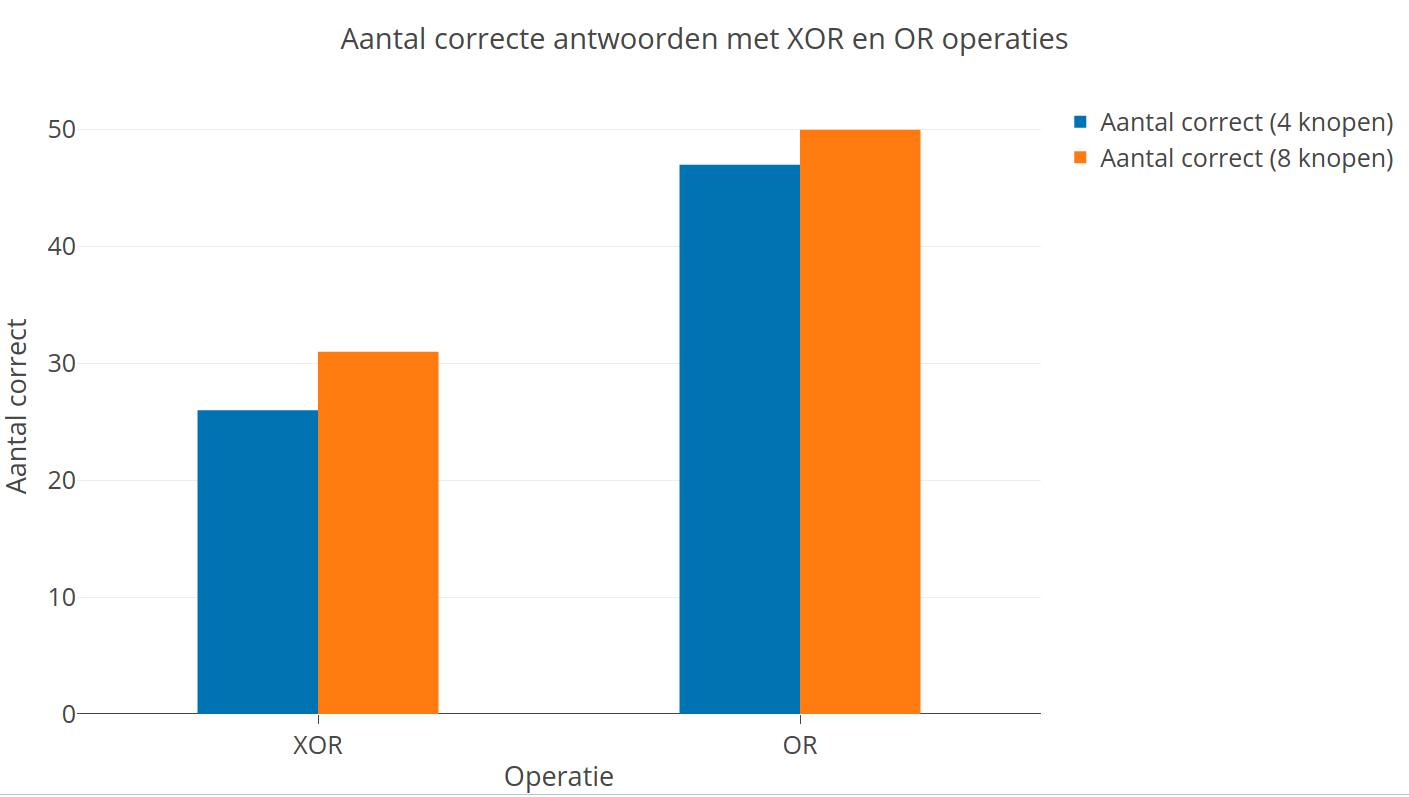 Aantal correcte antwoorden met XOR en OR operaties
Aantal correct (4 knopen)
Aantal correct (8 knopen)
Aantal correct
50
40
30
20
10
0
XOR
OR
Operatie